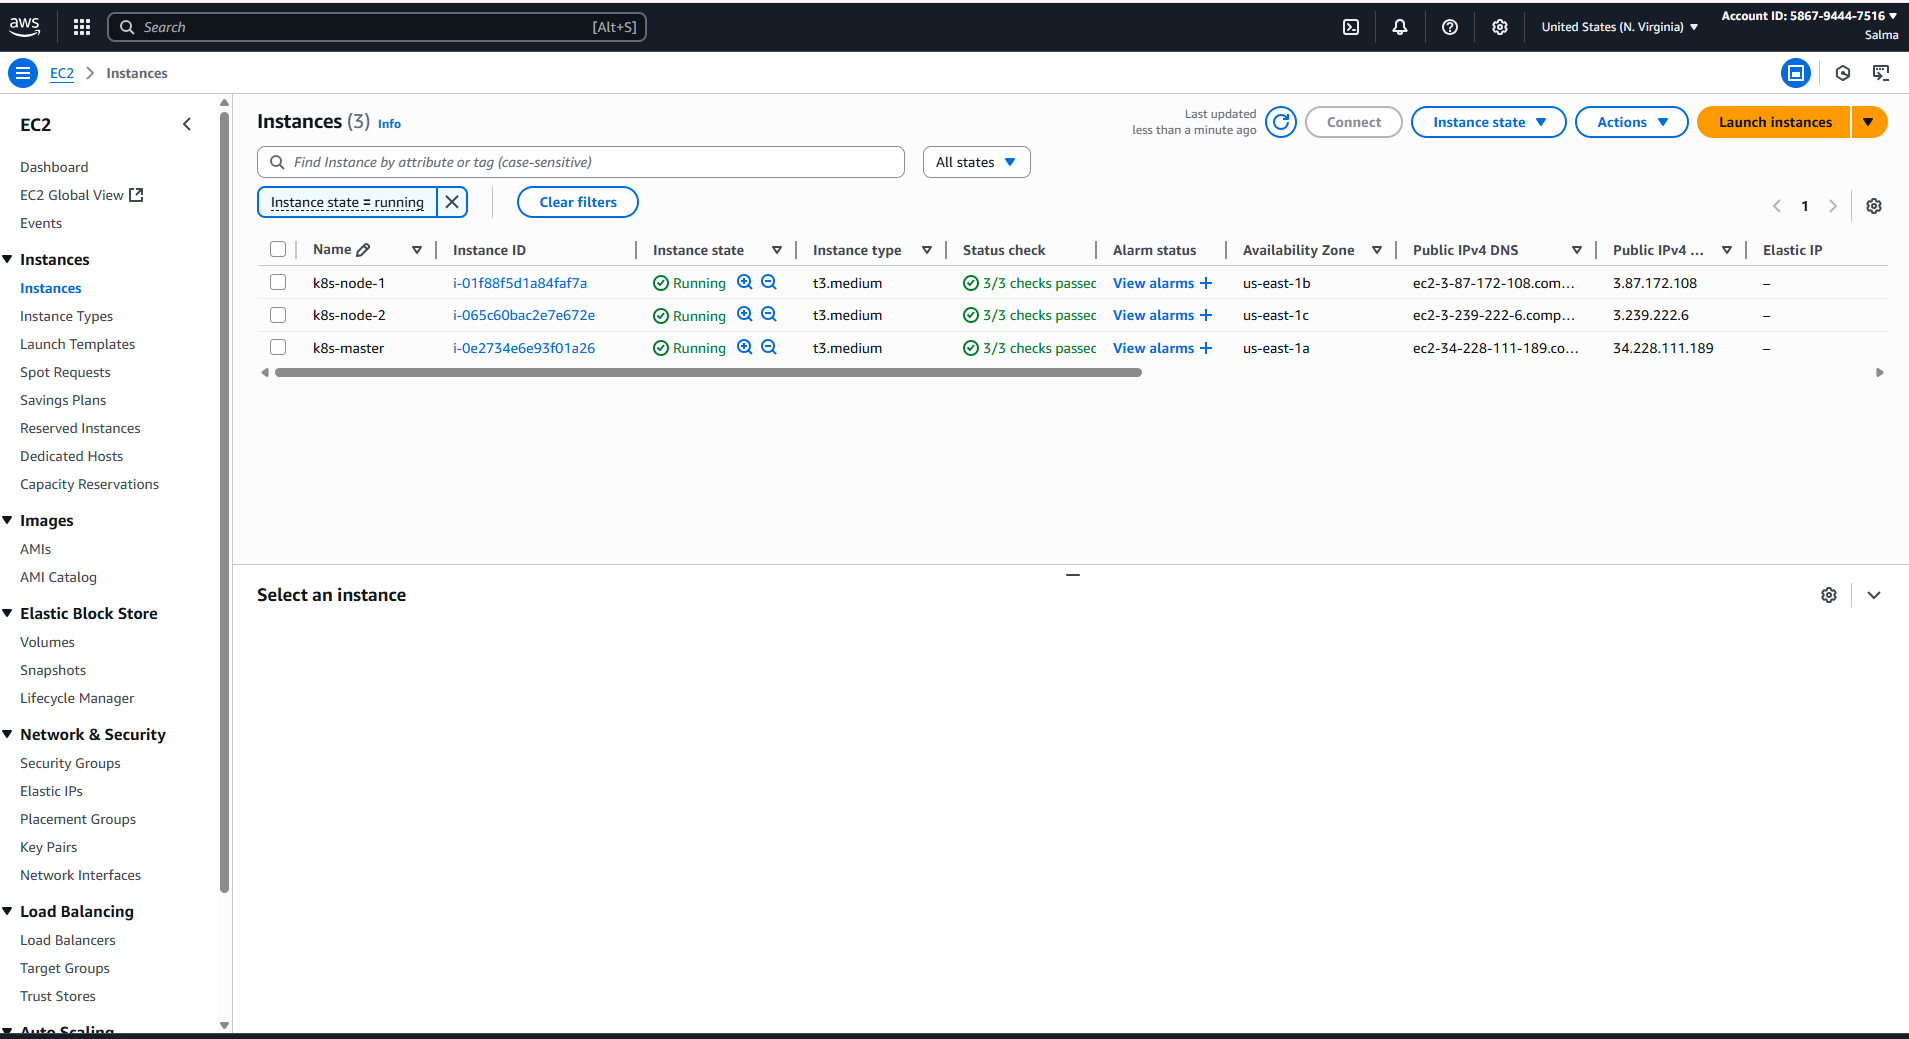 aws
Search [Alt+S]
United States (N. Virginia)
Account ID: 5867-9444-7516
Salma
EC2 Instances
EC2
Dashboard
EC2 Global View
Events
Instances
Instances
Instance Types
Launch Templates
Spot Requests
Savings Plans
Reserved Instances
Dedicated Hosts
Capacity Reservations
Images
AMIs
AMI Catalog
Elastic Block Store
Volumes
Snapshots
Lifecycle Manager
Network & Security
Security Groups
Elastic IPs
Placement Groups
Key Pairs
Network Interfaces
Load Balancing
Load Balancers
Target Groups
Trust Stores
Auto Scaling
Instances (3) Info
Last updated
less than a minute ago
Connect Instance state Actions Launch instances
Find Instance by attribute or tag (case-sensitive) All states
Instance state = running Clear filters
1
Name Instance ID Instance state Instance type Status check Alarm status Availability Zone Public IPv4 DNS Public IPv4 ... Elastic IP
k8s-node-1 i-01f88f5d1a84faf7a Running t3.medium 3/3 checks passec View alarms + us-east-1b ec2-3-87-172-108.com... 3.87.172.108 –
k8s-node-2 i-065c60bac2e7e672e Running t3.medium 3/3 checks passec View alarms + us-east-1c ec2-3-239-222-6.comp... 3.239.222.6 –
k8s-master i-0e2734e6e93f01a26 Running t3.medium 3/3 checks passec View alarms + us-east-1a ec2-34-228-111-189.co... 34.228.111.189 –
Select an instance